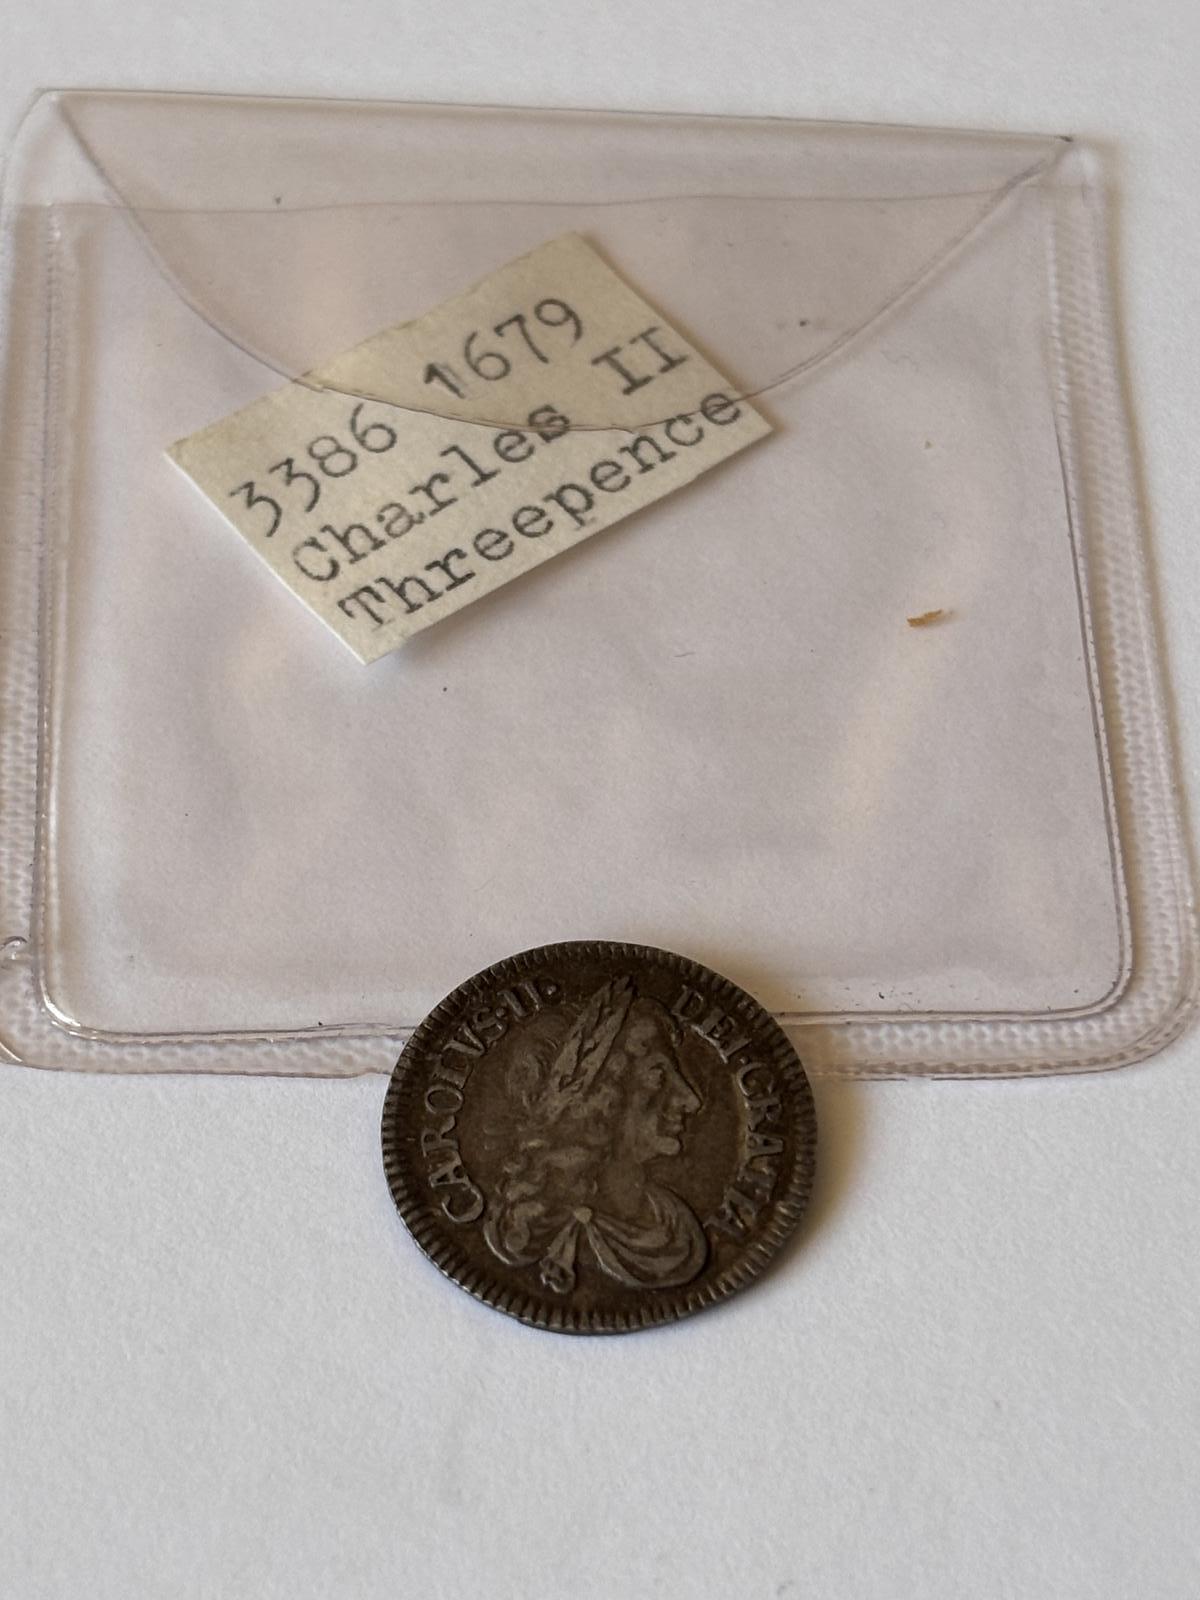 3386 1679
Charles II
Threepence
CAROLVS·II· DEI·GRATIA